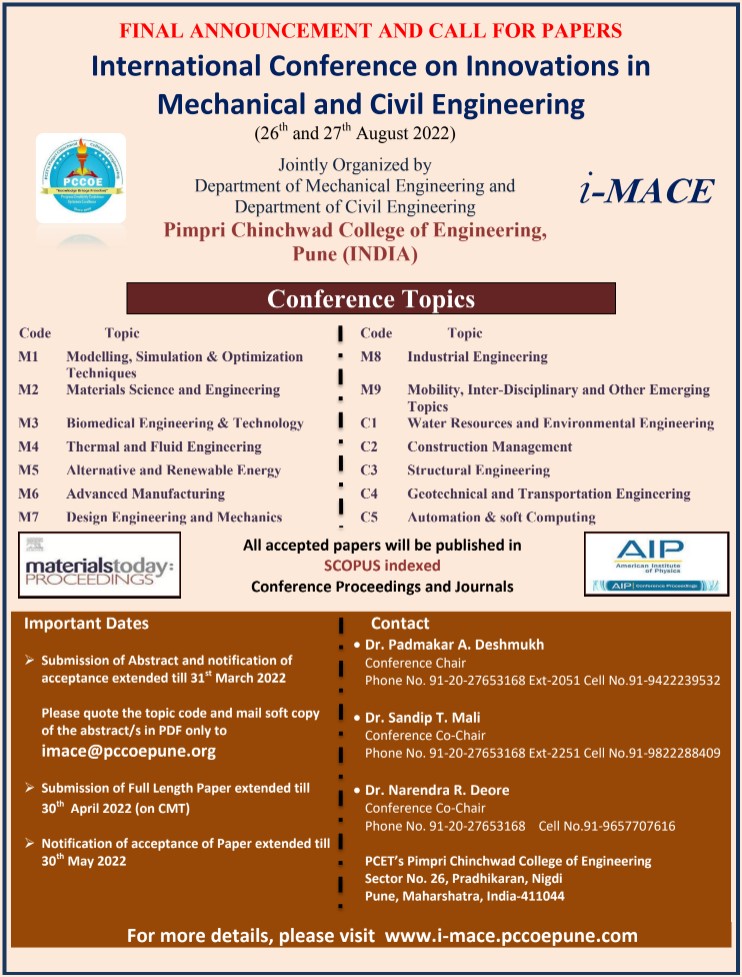 FINAL ANNOUNCEMENT AND CALL FOR PAPERS
International Conference on Innovations in
Mechanical and Civil Engineering
(26th and 27th August 2022)
PCCOE
Jointly Organized by
Department of Mechanical Engineering and
Department of Civil Engineering
Pimpri Chinchwad College of Engineering,
Pune (INDIA)
i-MACE
Conference Topics
Code Topic
M1 Modelling, Simulation & Optimization
Techniques
M2 Materials Science and Engineering
M3 Biomedical Engineering & Technology
M4 Thermal and Fluid Engineering
M5 Alternative and Renewable Energy
M6 Advanced Manufacturing
M7 Design Engineering and Mechanics
Code Topic
M8 Industrial Engineering
M9 Mobility, Inter-Disciplinary and Other Emerging
Topics
C1 Water Resources and Environmental Engineering
C2 Construction Management
C3 Structural Engineering
C4 Geotechnical and Transportation Engineering
C5 Automation & soft Computing
materialstoday:
PROCEEDINGS
All accepted papers will be published in
SCOPUS indexed
Conference Proceedings and Journals
AIP
American Institute
of Physics
AIP Conference Proceedings
Important Dates
➢ Submission of Abstract and notification of
acceptance extended till 31st March 2022
Please quote the topic code and mail soft copy
of the abstract/s in PDF only to
imace@pccoepune.org
➢ Submission of Full Length Paper extended till
30th April 2022 (on CMT)
➢ Notification of acceptance of Paper extended till
30th May 2022
Contact
• Dr. Padmakar A. Deshmukh
Conference Chair
Phone No. 91-20-27653168 Ext-2051 Cell No.91-9422239532
• Dr. Sandip T. Mali
Conference Co-Chair
Phone No. 91-20-27653168 Ext-2251 Cell No.91-9822288409
• Dr. Narendra R. Deore
Conference Co-Chair
Phone No. 91-20-27653168 Cell No.91-9657707616
PCET's Pimpri Chinchwad College of Engineering
Sector No. 26, Pradhikaran, Nigdi
Pune, Maharshatra, India-411044
For more details, please visit www.i-mace.pccoepune.com